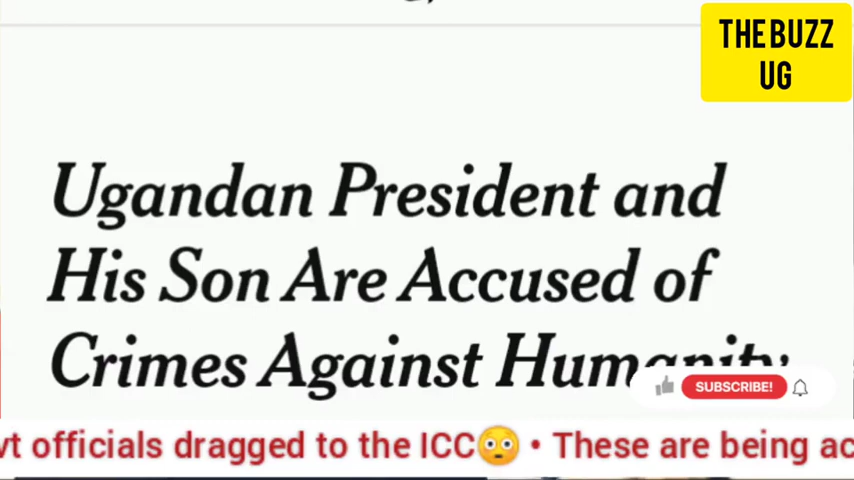 THE BUZZ
UG
Ugandan President and
His Son Are Accused of
Crimes Against Humanity
SUBSCRIBE!
officials dragged to the ICC😳 • These are being